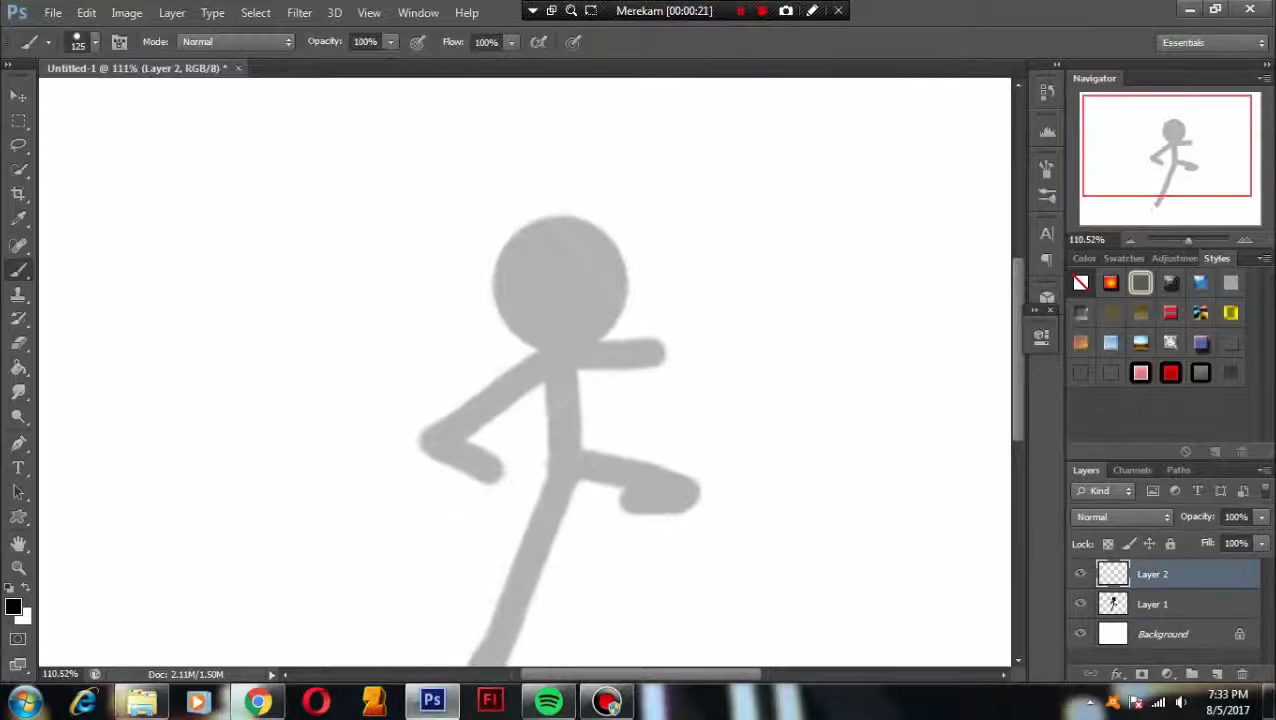 Ps File Edit Image Layer Type Select Filter 3D View Window Help
Merekam [00:00:21]
125 Mode: Normal Opacity: 100% Flow: 100% Essentials
Untitled-1 @ 111% (Layer 2, RGB/8) *
Navigator
110.52%
Color Swatches Adjustmen Styles
Layers Channels Paths
Kind
Normal Opacity: 100%
Lock: Fill: 100%
Layer 2
Layer 1
Background
110.52% Doc: 2.11M/1.50M
Ps Fl
7:33 PM
8/5/2017